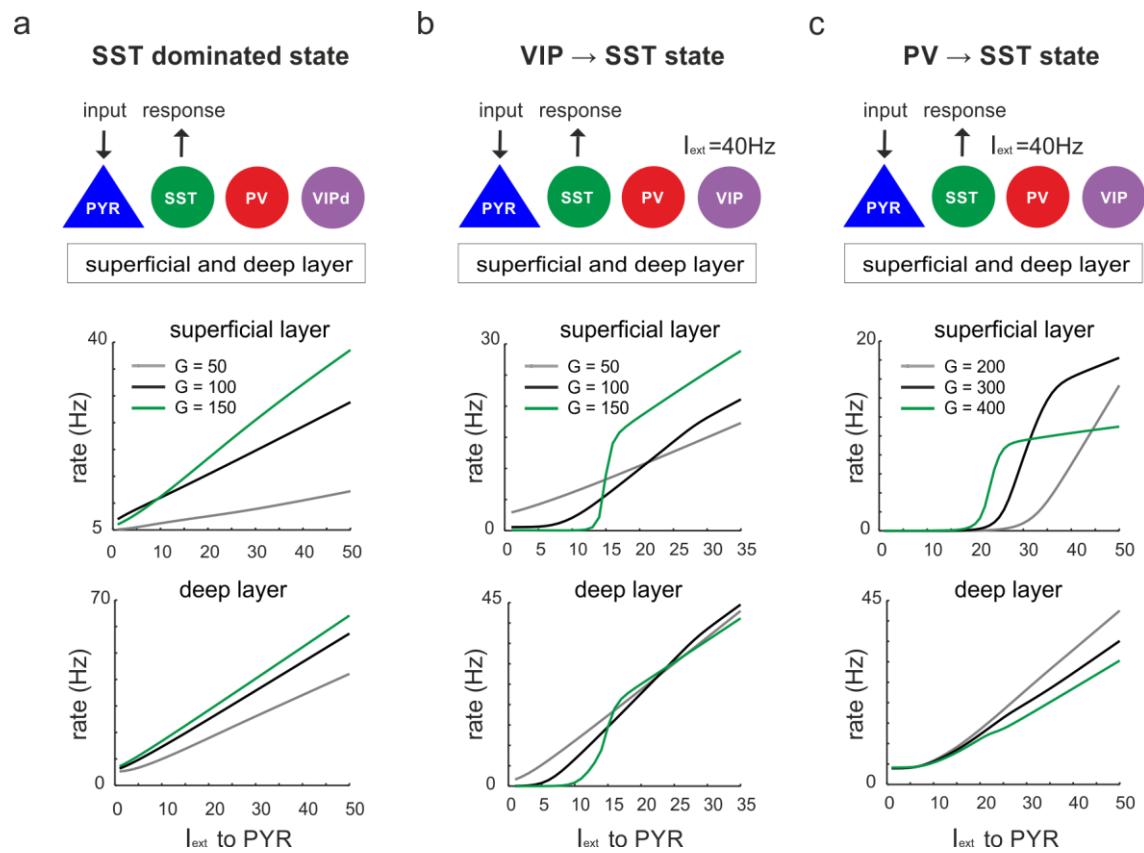 a
SST dominated state
input response
PYR SST PV VIPd
superficial and deep layer
superficial layer
40
G = 50
G = 100
G = 150
rate (Hz)
5
0 10 20 30 40 50
deep layer
70
rate (Hz)
0
0 10 20 30 40 50
Iext to PYR
b
VIP → SST state
input response
Iext =40Hz
PYR SST PV VIP
superficial and deep layer
superficial layer
30
G = 50
G = 100
G = 150
rate (Hz)
0
0 5 10 15 20 25 30 35
deep layer
45
rate (Hz)
0
0 5 10 15 20 25 30 35
Iext to PYR
c
PV → SST state
input response
Iext =40Hz
PYR SST PV VIP
superficial and deep layer
superficial layer
20
G = 200
G = 300
G = 400
rate (Hz)
0
0 10 20 30 40 50
deep layer
45
rate (Hz)
0
0 10 20 30 40 50
Iext to PYR